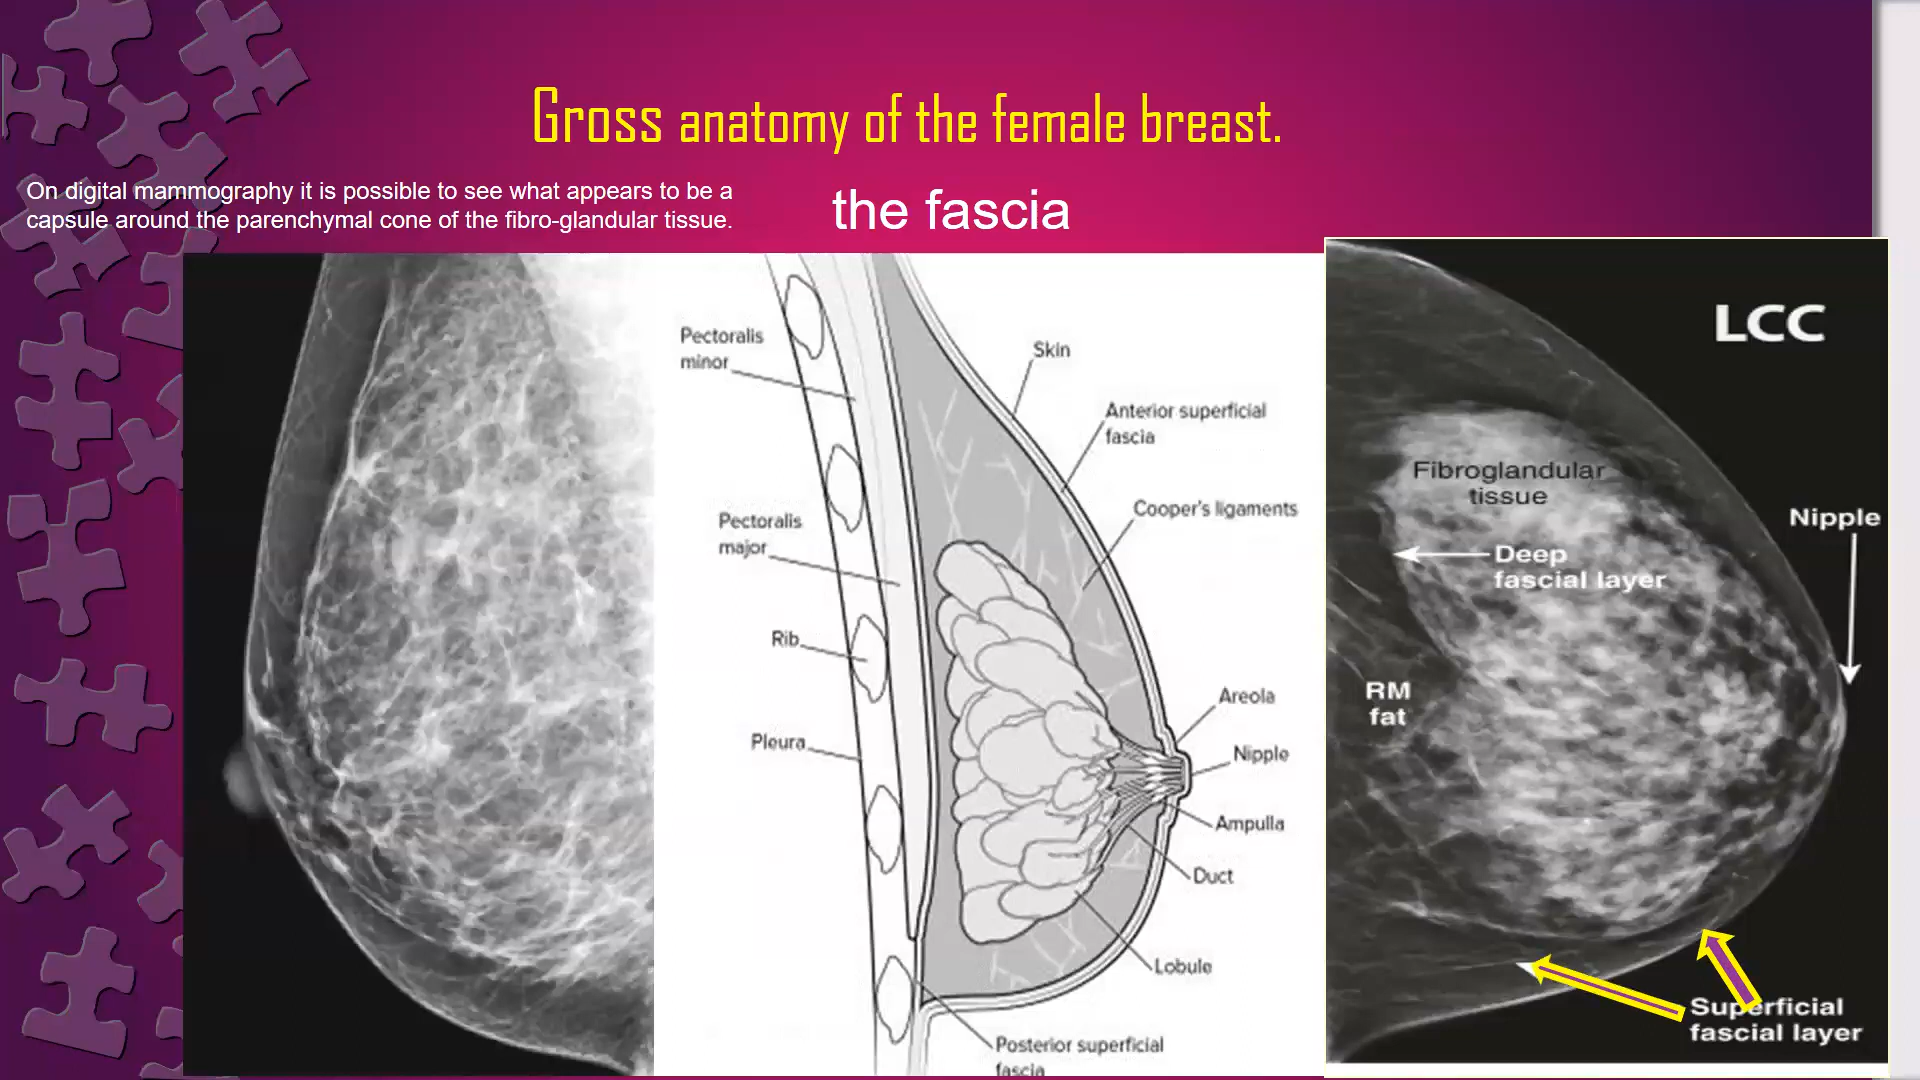 Gross anatomy of the female breast.
On digital mammography it is possible to see what appears to be a
capsule around the parenchymal cone of the fibro-glandular tissue.
the fascia
Pectoralis
minor
Pectoralis
major
Rib
Pleura
Skin
Anterior superficial
fascia
Cooper's ligaments
Areola
Nipple
Ampulla
Duct
Lobule
Posterior superficial
fascia
LCC
Fibroglandular
tissue
Nipple
Deep
fascial layer
RM
fat
Superficial
fascial layer